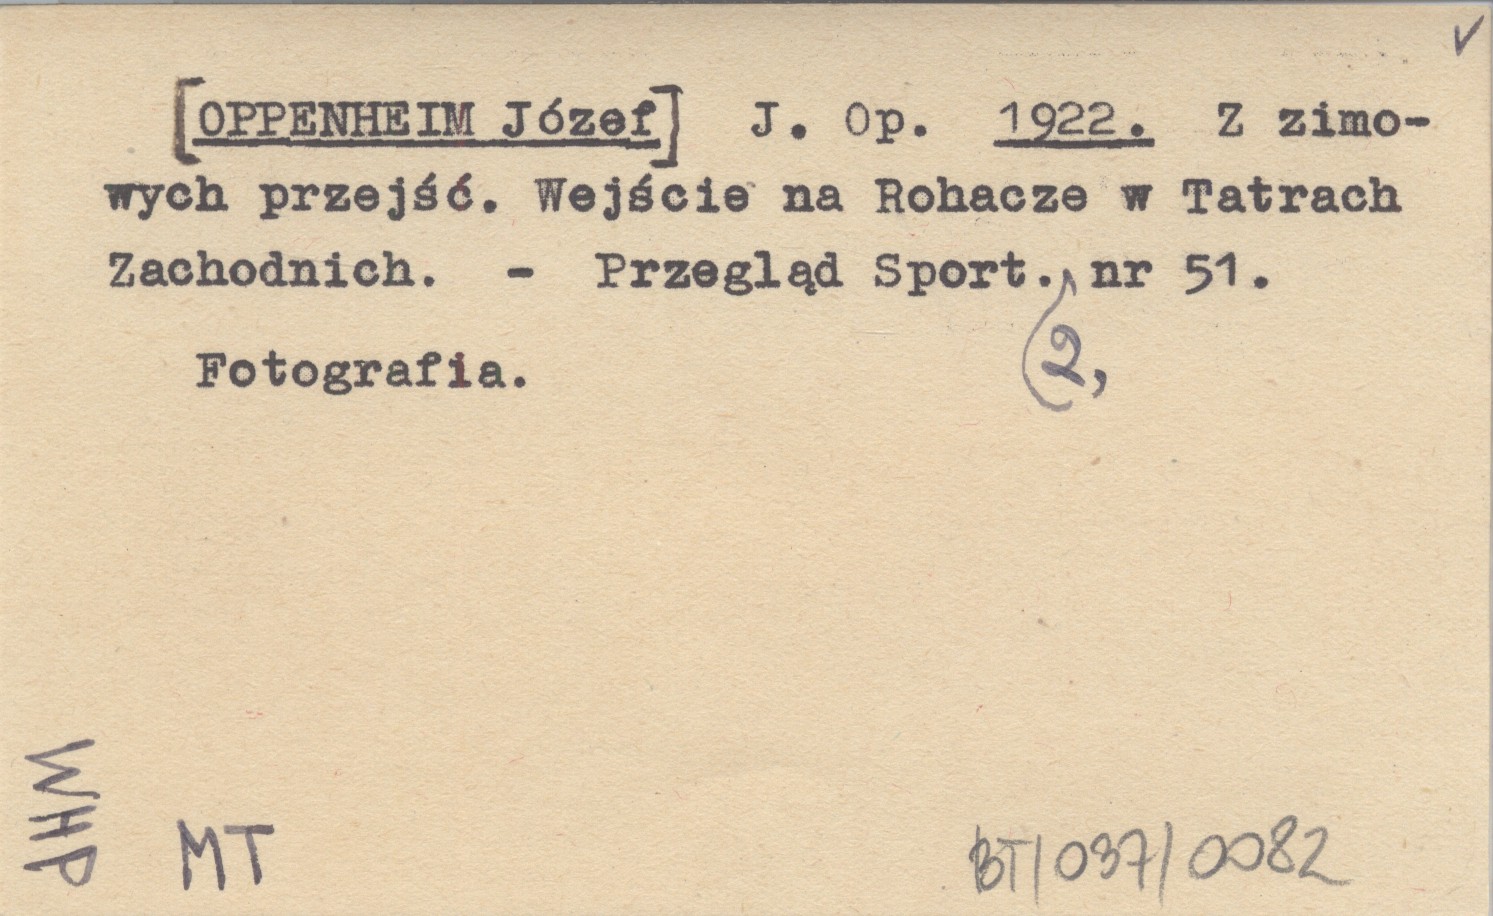 [OPPENHEIM Józef] J. Op. 1922. Z zimo-
wych przejść. Wejście na Rohacze w Tatrach
Zachodnich. - Przegląd Sport., nr 51.
2,
Fotografia.
WHP
MT
BT/037/0082